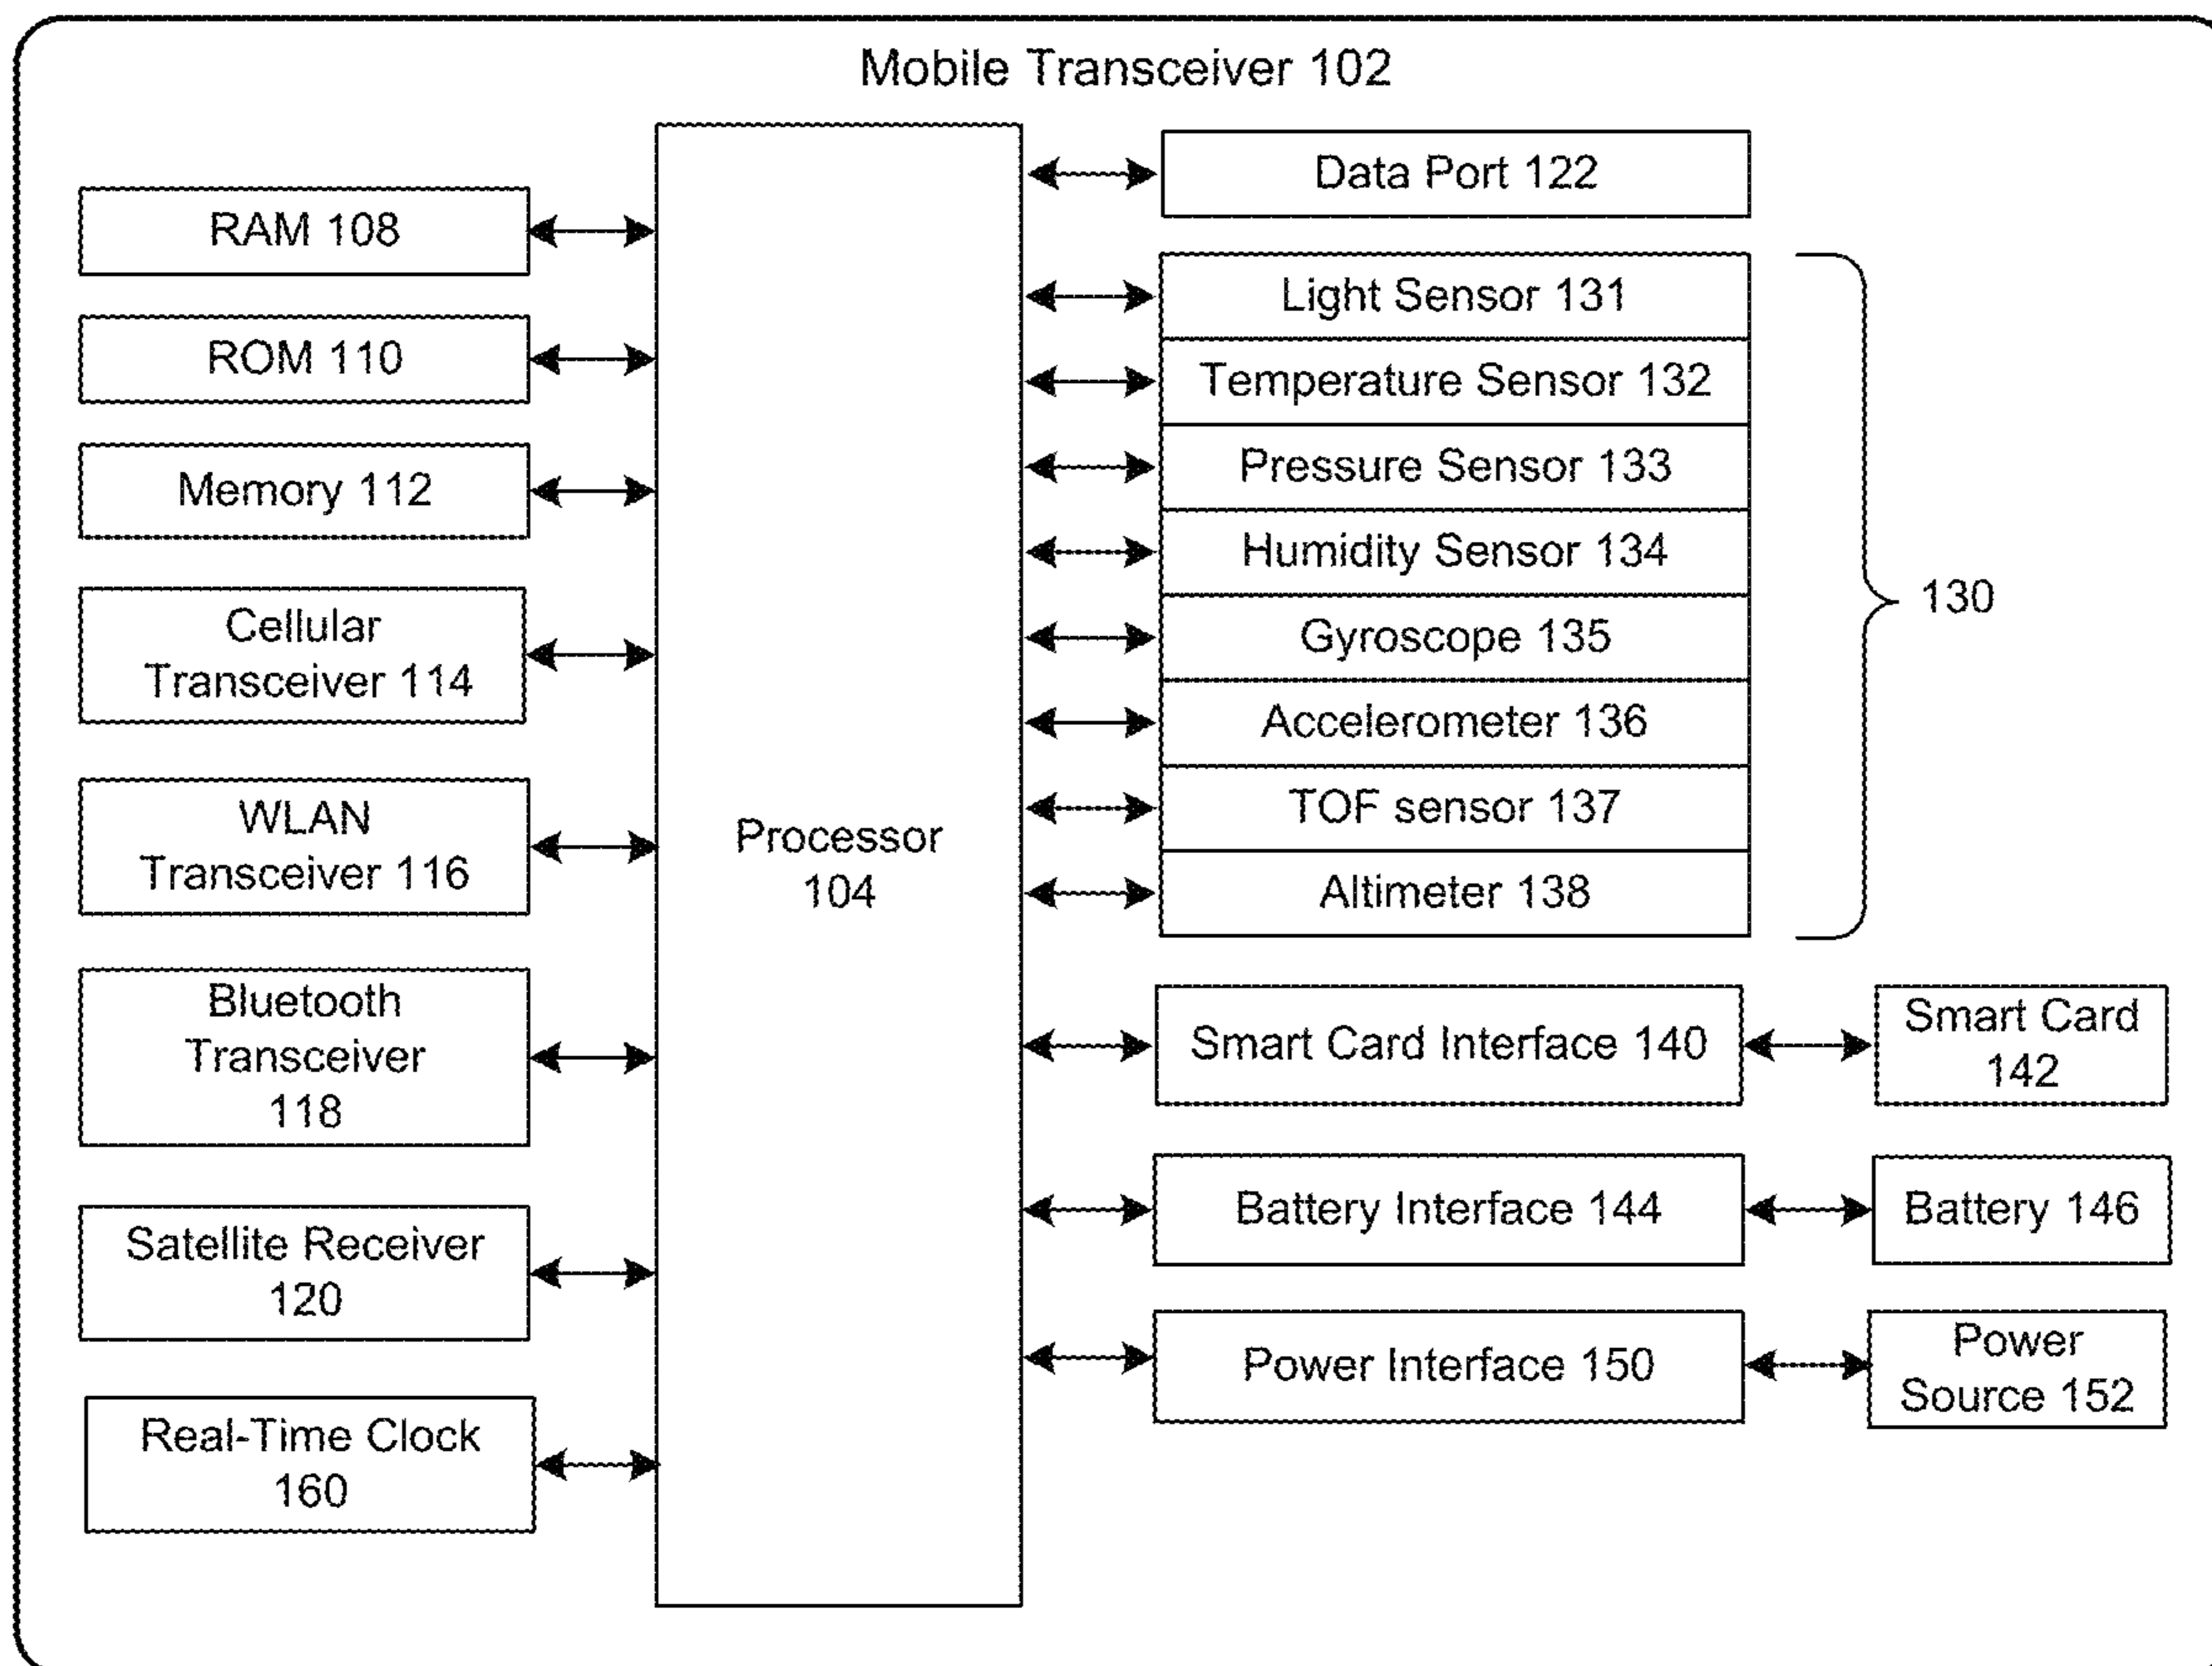 Mobile Transceiver 102
RAM 108
ROM 110
Memory 112
Cellular
Transceiver 114
WLAN
Transceiver 116
Bluetooth
Transceiver
118
Satellite Receiver
120
Real-Time Clock
160
Processor
104
Data Port 122
Light Sensor 131
Temperature Sensor 132
Pressure Sensor 133
Humidity Sensor 134
Gyroscope 135
Accelerometer 136
TOF sensor 137
Altimeter 138
130
Smart Card Interface 140
Smart Card
142
Battery Interface 144
Battery 146
Power Interface 150
Power
Source 152